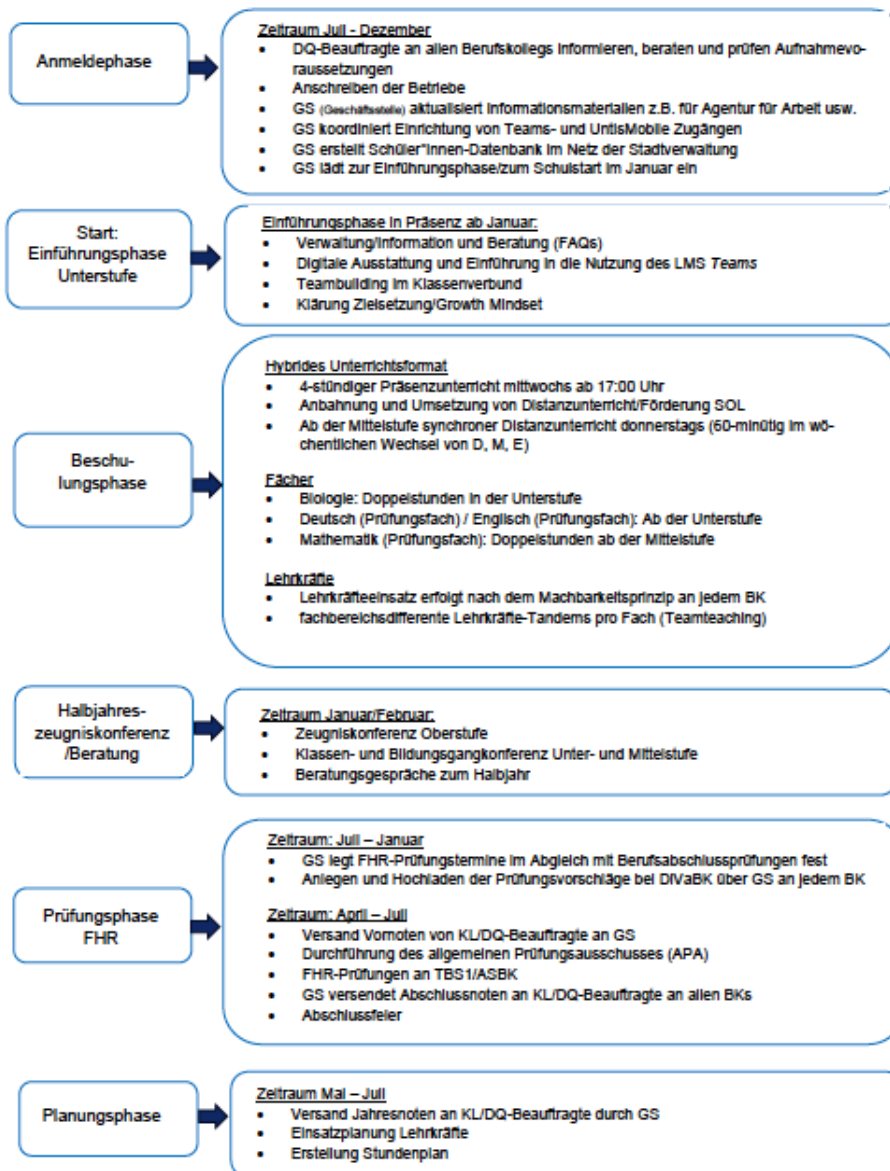 Anmeldephase
Zeitraum Juli - Dezember
• DQ-Beauftragte an allen Berufskollegs informieren, beraten und prüfen Aufnahmevo-
raussetzungen
• Anschreiben der Betriebe
• GS (Geschäftsstelle) aktualisiert Informationsmaterialien z.B. für Agentur für Arbeit usw.
• GS koordiniert Einrichtung von Teams- und UntisMobile Zugängen
• GS erstellt Schüler*innen-Datenbank im Netz der Stadtverwaltung
• GS lädt zur Einführungsphase/zum Schulstart im Januar ein
Start:
Einführungsphase
Unterstufe
Einführungsphase in Präsenz ab Januar:
• Verwaltung/Information und Beratung (FAQs)
• Digitale Ausstattung und Einführung in die Nutzung des LMS Teams
• Teambuilding im Klassenverbund
• Klärung Zielsetzung/Growth Mindset
Beschu-
lungsphase
Hybrides Unterrichtsformat
• 4-stündiger Präsenzunterricht mittwochs ab 17:00 Uhr
• Anbahnung und Umsetzung von Distanzunterricht/Förderung SOL
• Ab der Mittelstufe synchroner Distanzunterricht donnerstags (60-minütig im wö-
chentlichen Wechsel von D, M, E)
Fächer
• Biologie: Doppelstunden in der Unterstufe
• Deutsch (Prüfungsfach) / Englisch (Prüfungsfach): Ab der Unterstufe
• Mathematik (Prüfungsfach): Doppelstunden ab der Mittelstufe
Lehrkräfte
• Lehrkräfteeinsatz erfolgt nach dem Machbarkeitsprinzip an jedem BK
• fachbereichsdifferente Lehrkräfte-Tandems pro Fach (Teamteaching)
Halbjahres-
zeugniskonferenz
/Beratung
Zeitraum Januar/Februar:
• Zeugniskonferenz Oberstufe
• Klassen- und Bildungsgangkonferenz Unter- und Mittelstufe
• Beratungsgespräche zum Halbjahr
Prüfungsphase
FHR
Zeitraum: Juli – Januar
• GS legt FHR-Prüfungstermine im Abgleich mit Berufsabschlussprüfungen fest
• Anlegen und Hochladen der Prüfungsvorschläge bei DIVaBK über GS an jedem BK
Zeitraum: April – Juli
• Versand Vornoten von KL/DQ-Beauftragte an GS
• Durchführung des allgemeinen Prüfungsausschusses (APA)
• FHR-Prüfungen an TBS1/ASBK
• GS versendet Abschlussnoten an KL/DQ-Beauftragte an allen BKs
• Abschlussfeier
Planungsphase
Zeitraum Mai – Juli
• Versand Jahresnoten an KL/DQ-Beauftragte durch GS
• Einsatzplanung Lehrkräfte
• Erstellung Stundenplan